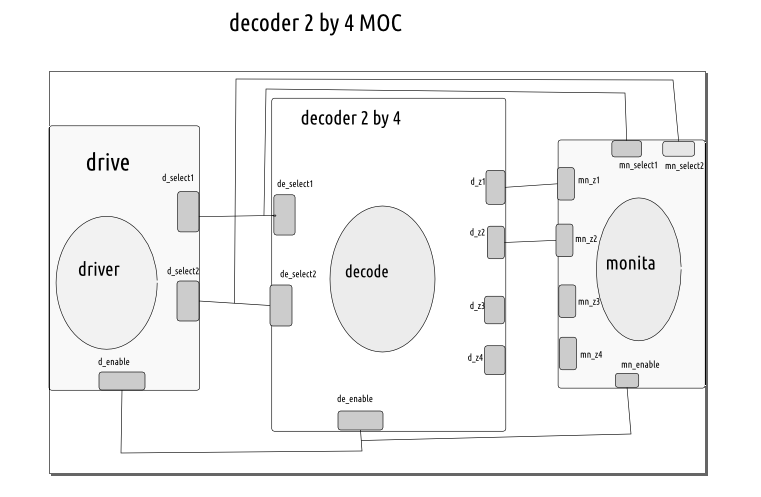 decoder 2 by 4 MOC
decoder 2 by 4
drive
d_select1
de_select1
mn_select1
mn_select2
d_z1
mn_z1
d_z2
mn_z2
driver
d_select2
de_select2
decode
monita
d_z3
mn_z3
d_z4
mn_z4
d_enable
mn_enable
de_enable